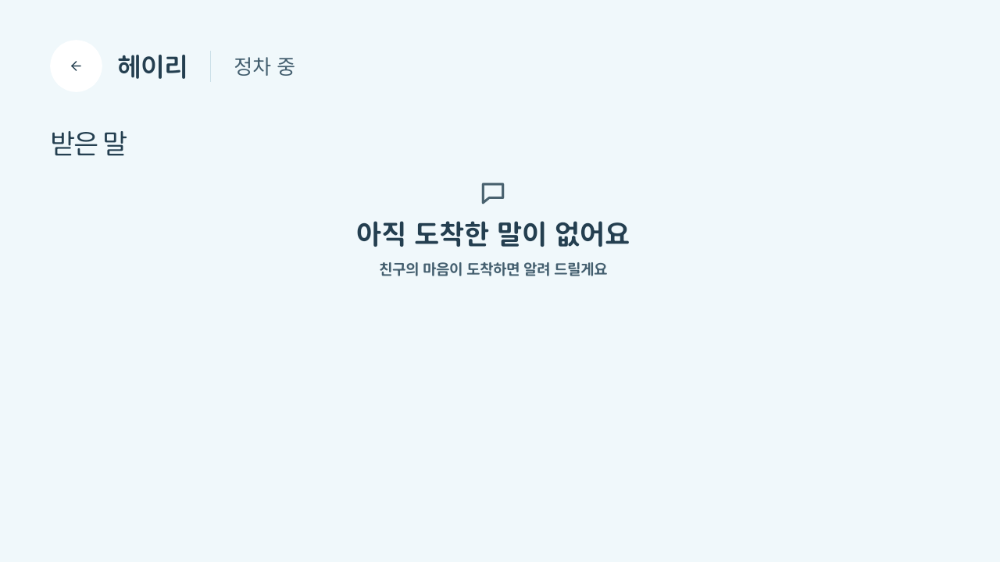 헤이리 정차 중
받은 말
아직 도착한 말이 없어요
친구의 마음이 도착하면 알려 드릴게요